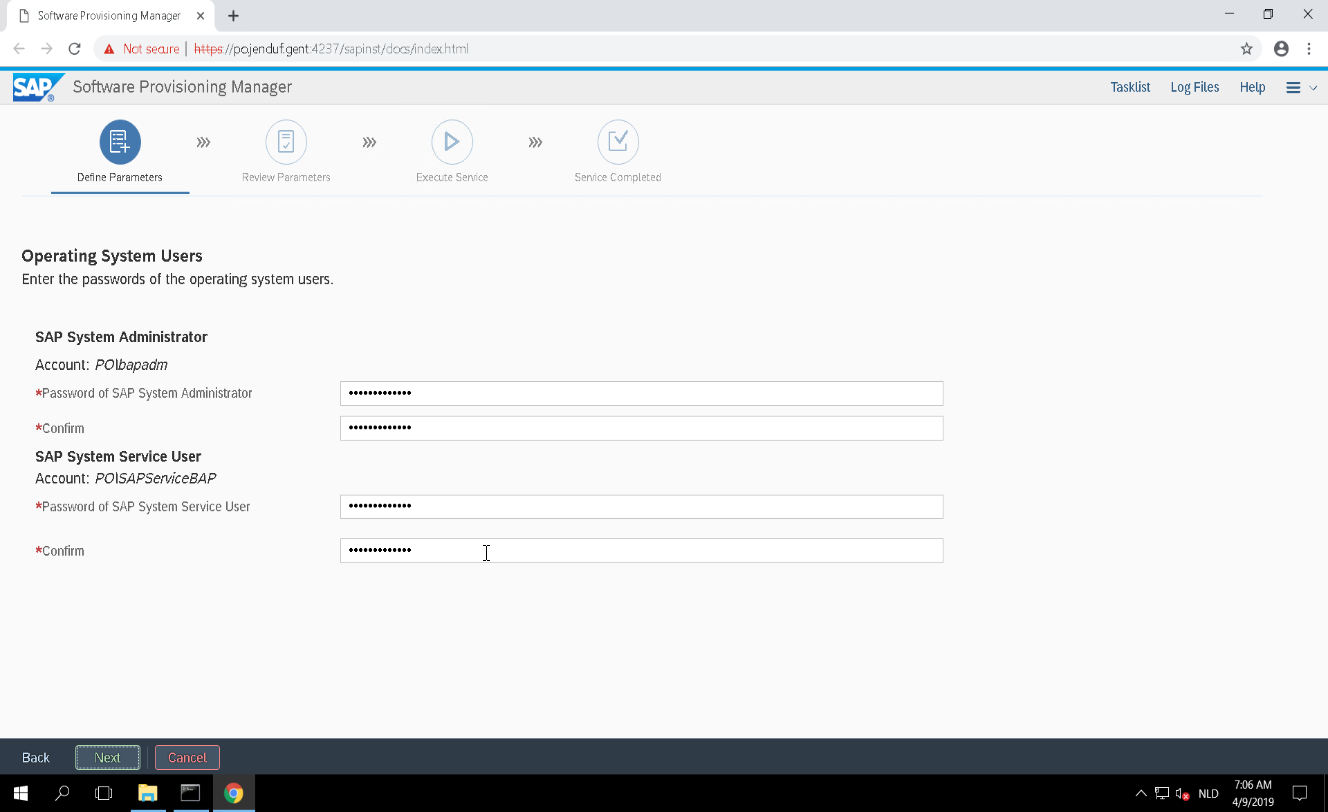 Software Provisioning Manager
Not secure | https://po.jenduf.gent:4237/sapinst/docs/index.html
SAP Software Provisioning Manager Tasklist Log Files Help
Define Parameters Review Parameters Execute Service Service Completed
Operating System Users
Enter the passwords of the operating system users.
SAP System Administrator
Account: PO\bapadm
*Password of SAP System Administrator •••••••••••••
*Confirm •••••••••••••
SAP System Service User
Account: PO\SAPServiceBAP
*Password of SAP System Service User •••••••••••••
*Confirm •••••••••••••
Back Next Cancel
NLD 7:06 AM
4/9/2019